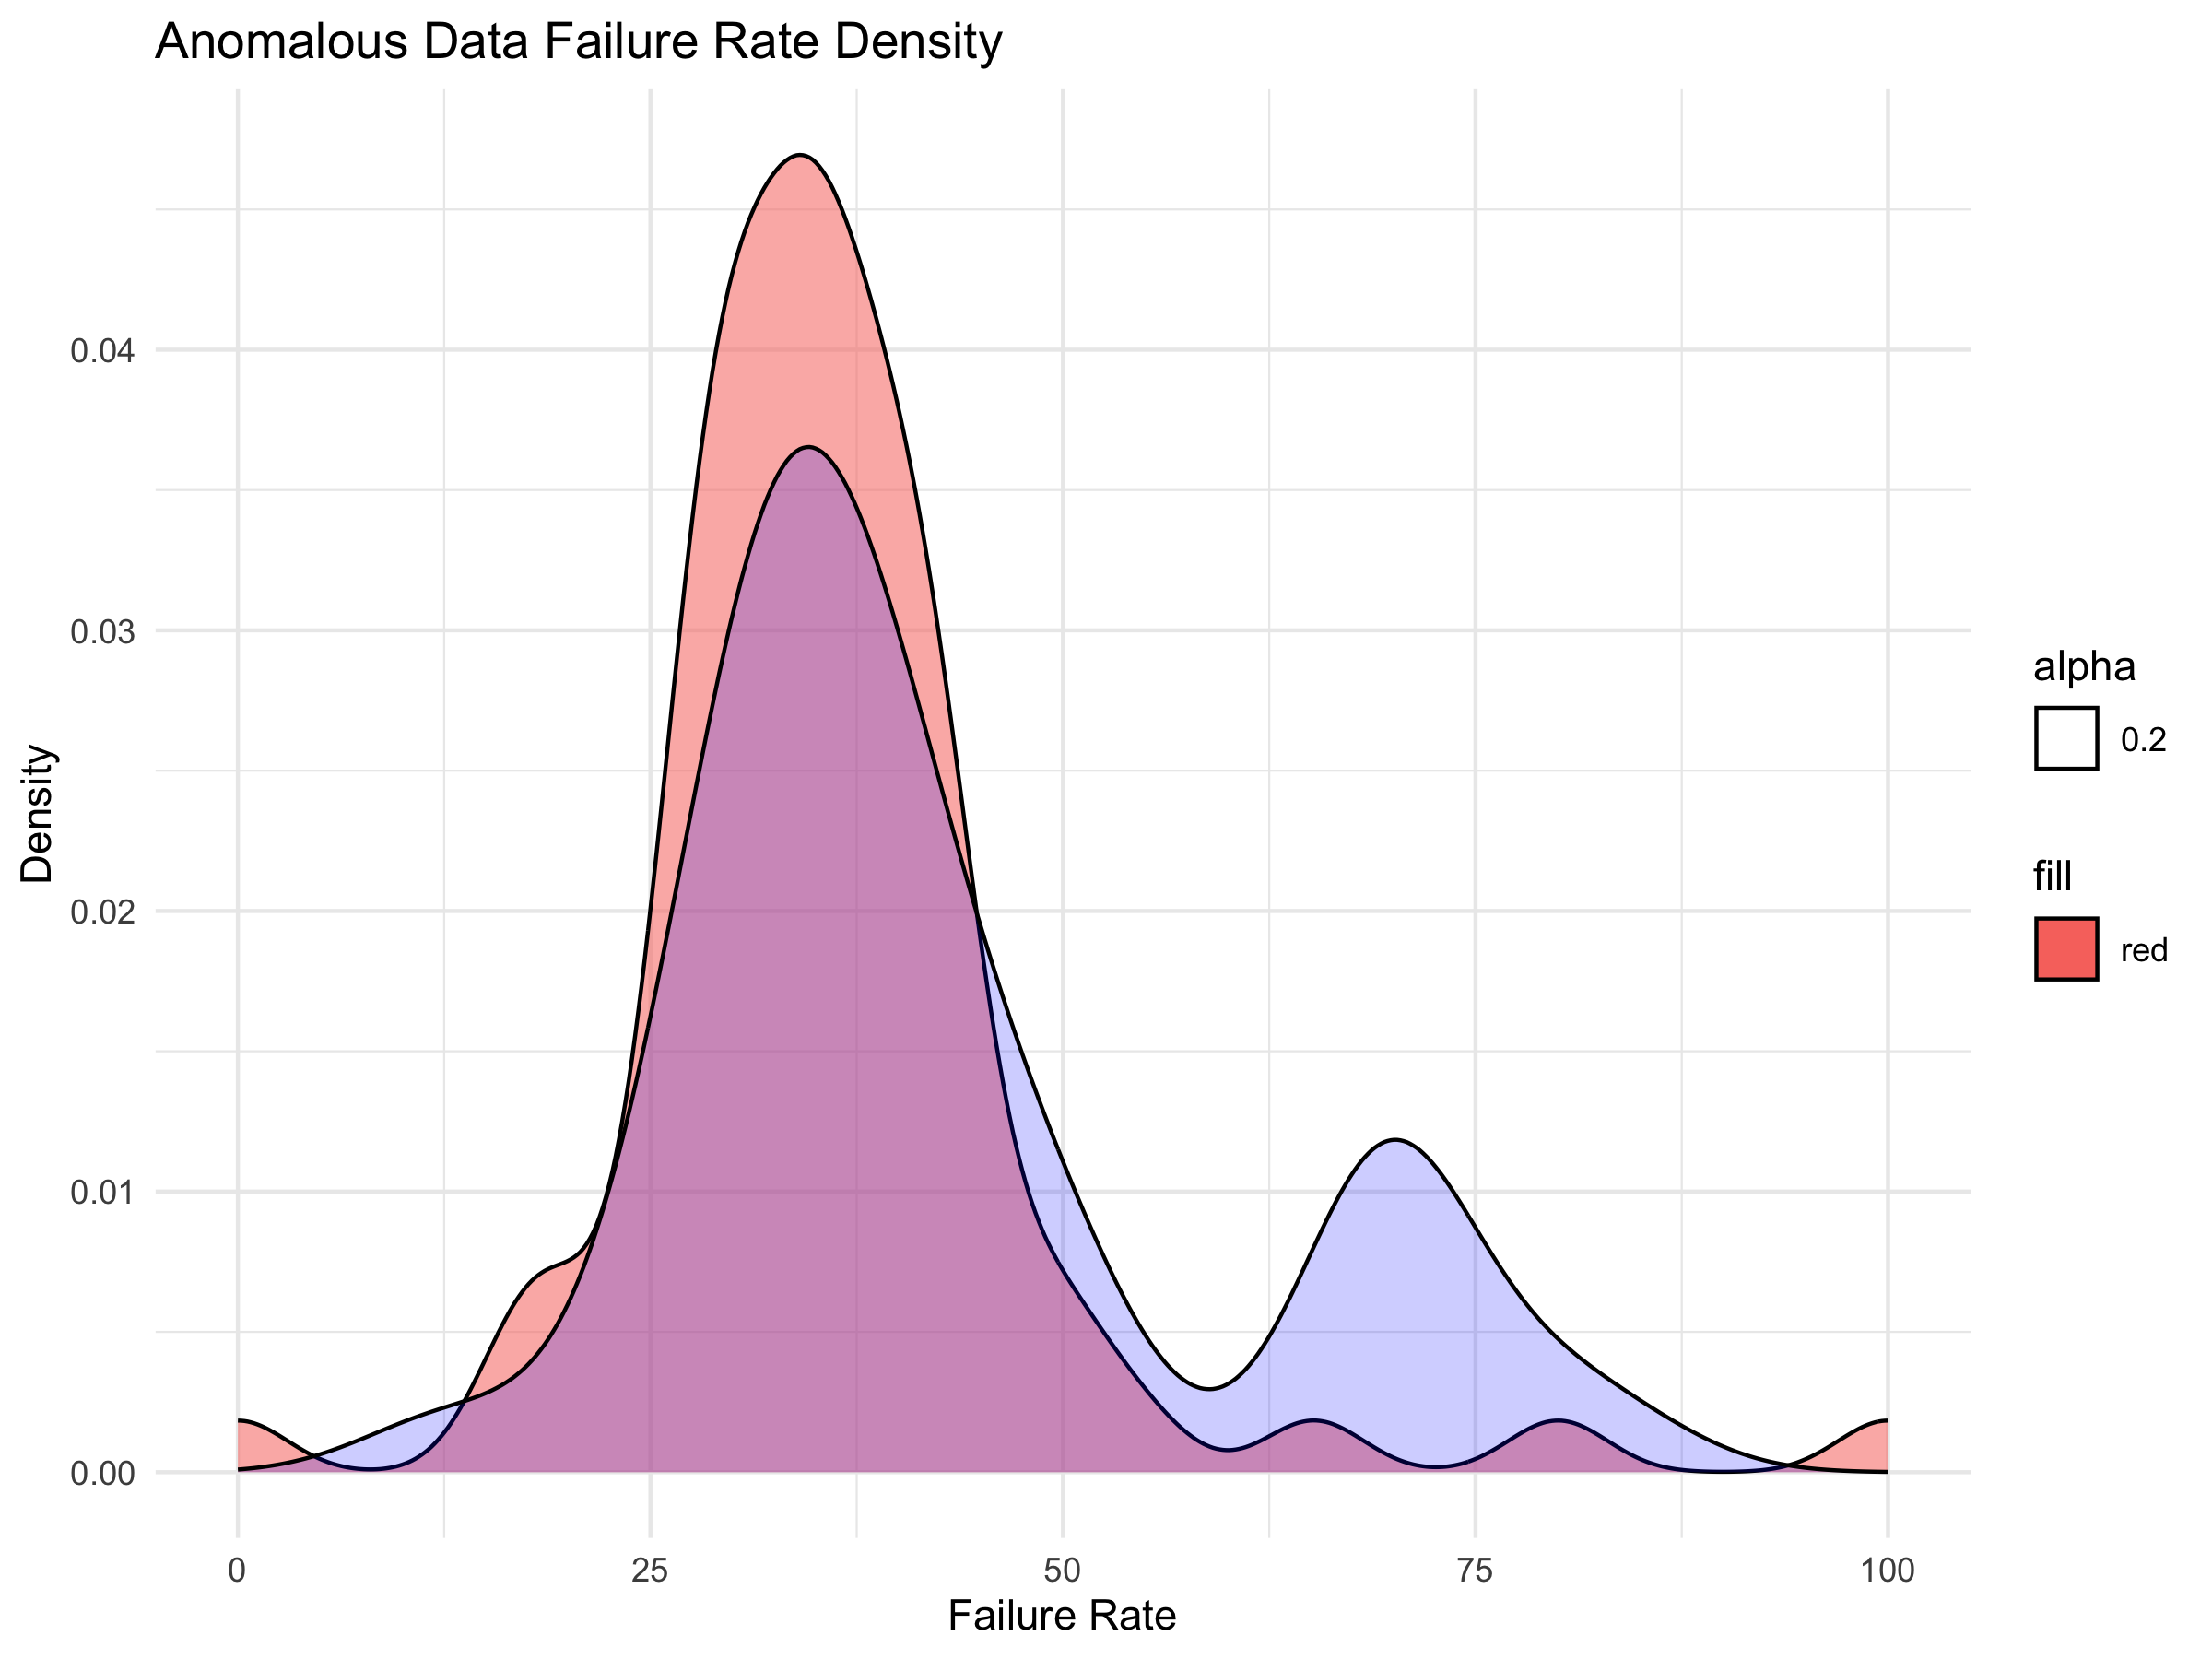 Anomalous Data Failure Rate Density
Density
0.04
0.03
0.02
0.01
0.00
0
25
50
75
100
Failure Rate
alpha
0.2
fill
red